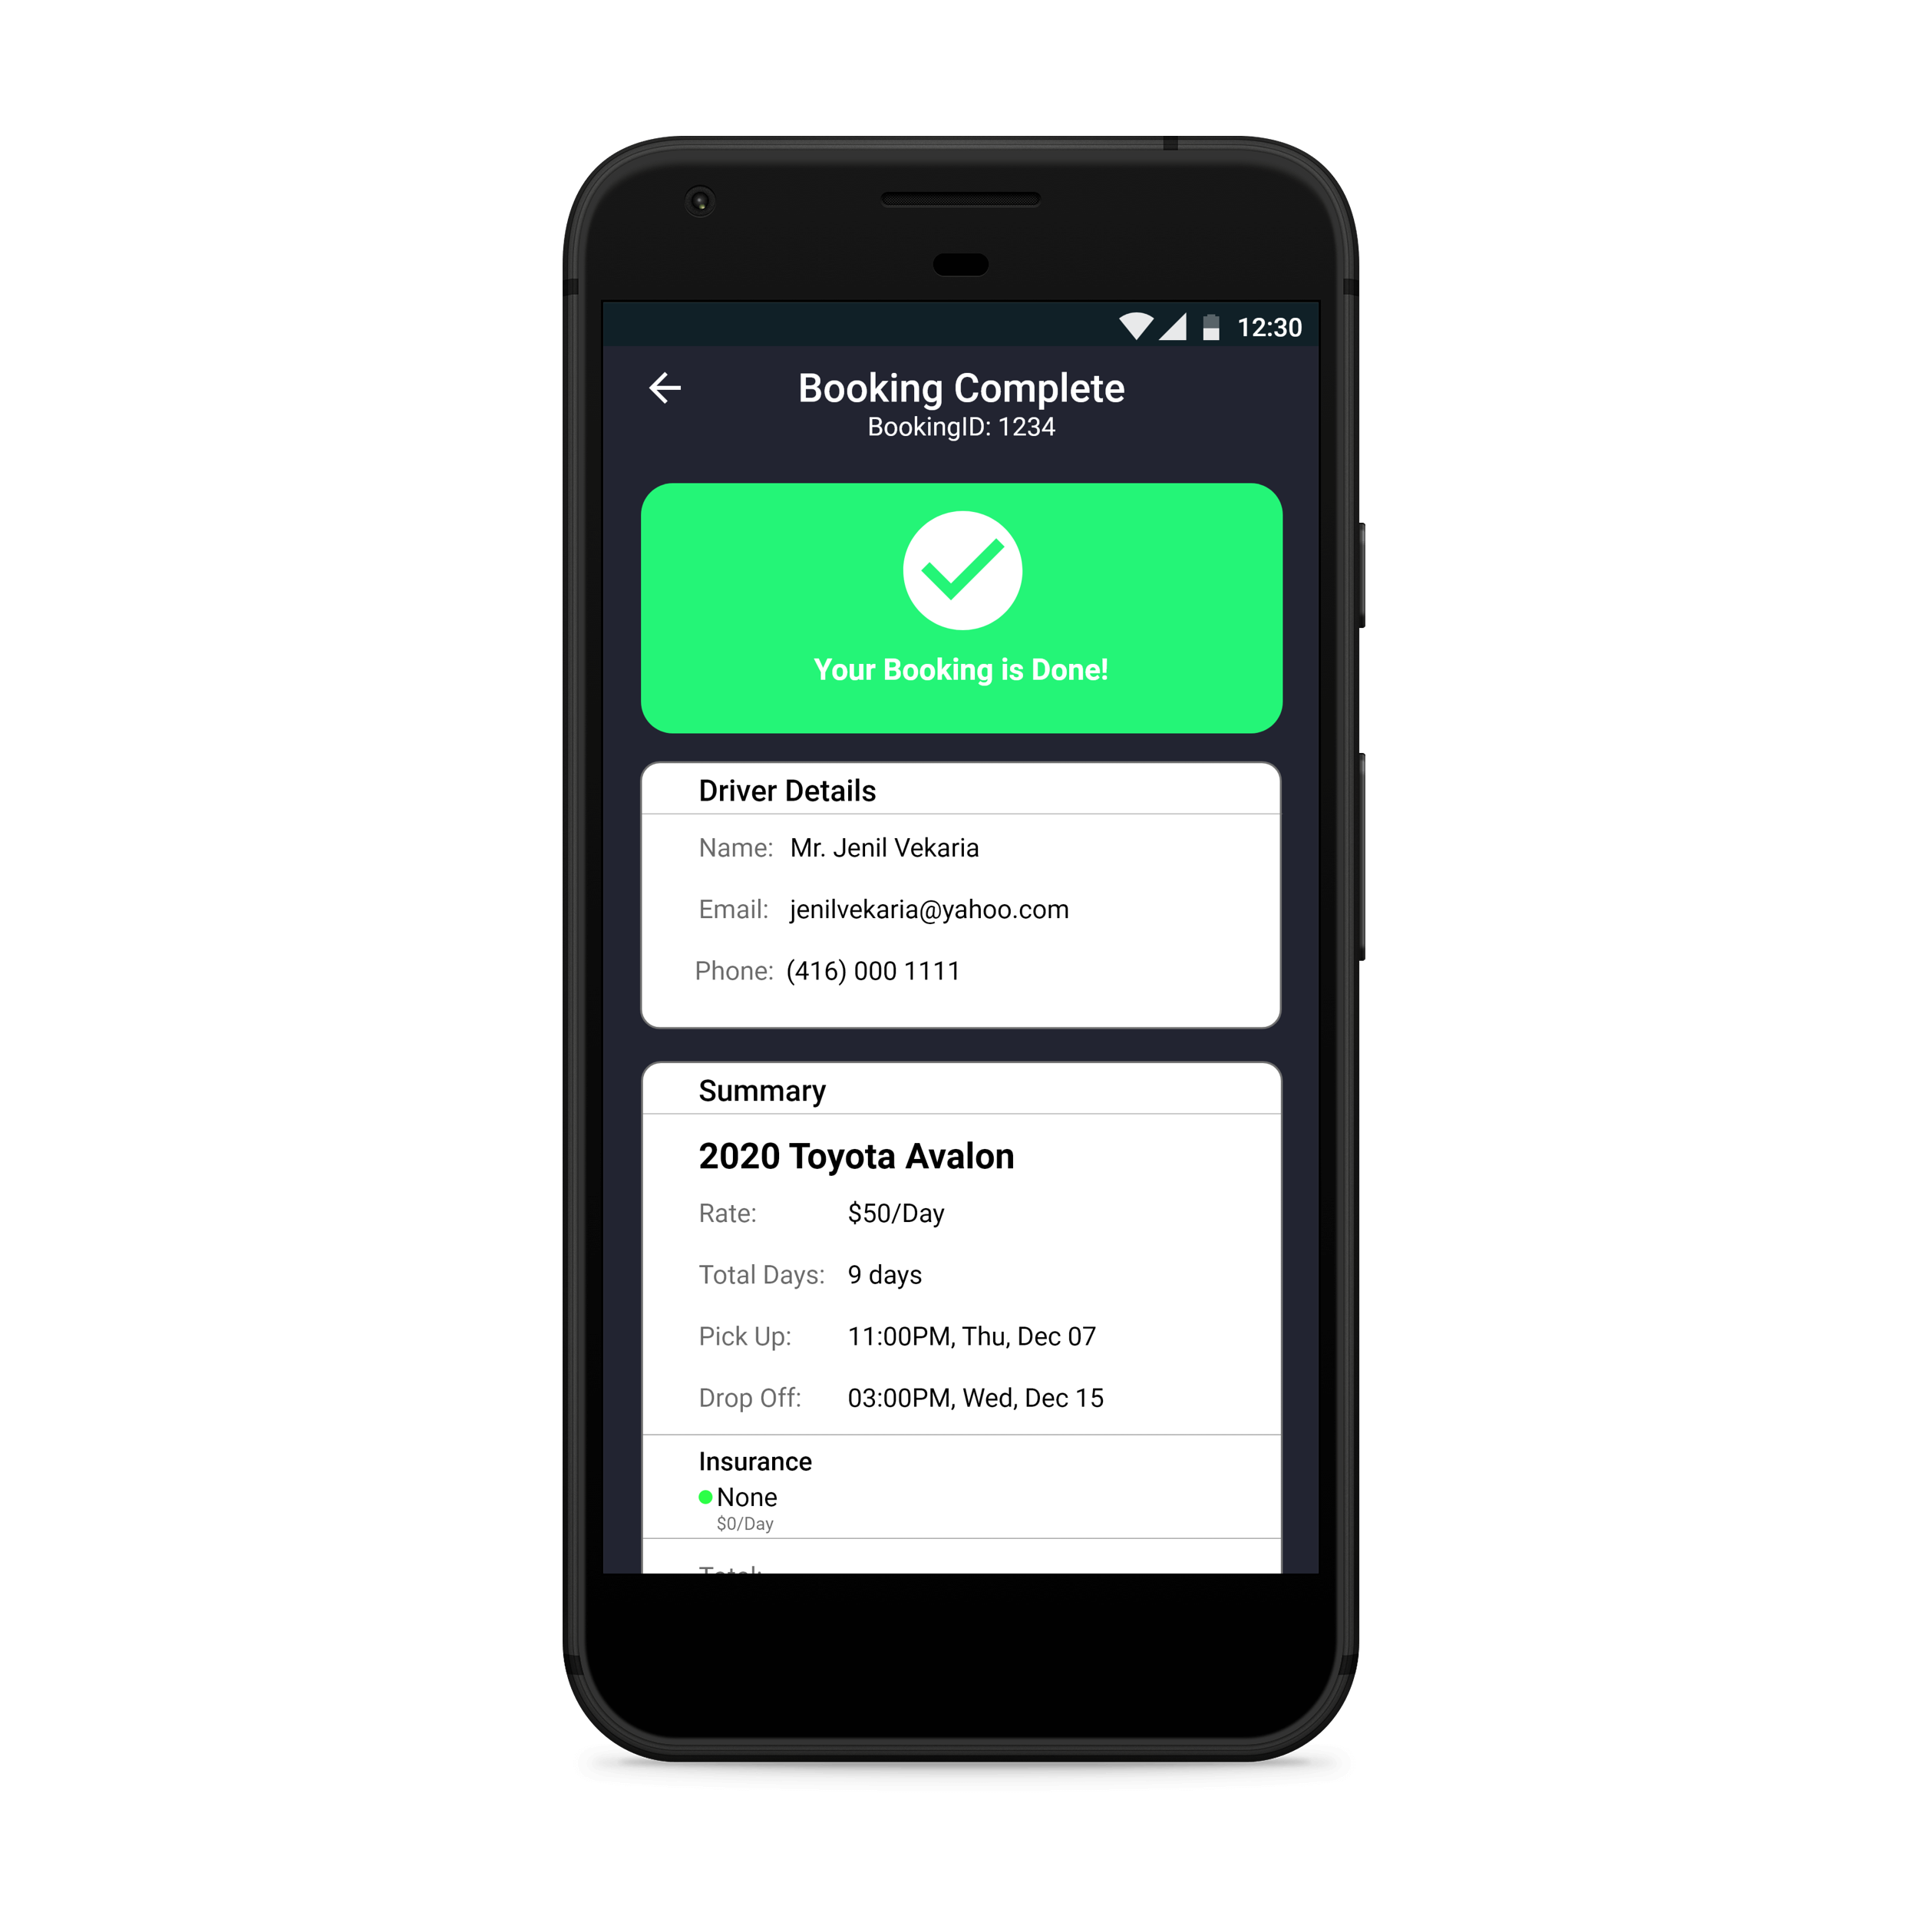 12:30
Booking Complete
BookingID: 1234
Your Booking is Done!
Driver Details
Name: Mr. Jenil Vekaria
Email: jenilvekaria@yahoo.com
Phone: (416) 000 1111
Summary
2020 Toyota Avalon
Rate: $50/Day
Total Days: 9 days
Pick Up: 11:00PM, Thu, Dec 07
Drop Off: 03:00PM, Wed, Dec 15
Insurance
None
$0/Day
Total: